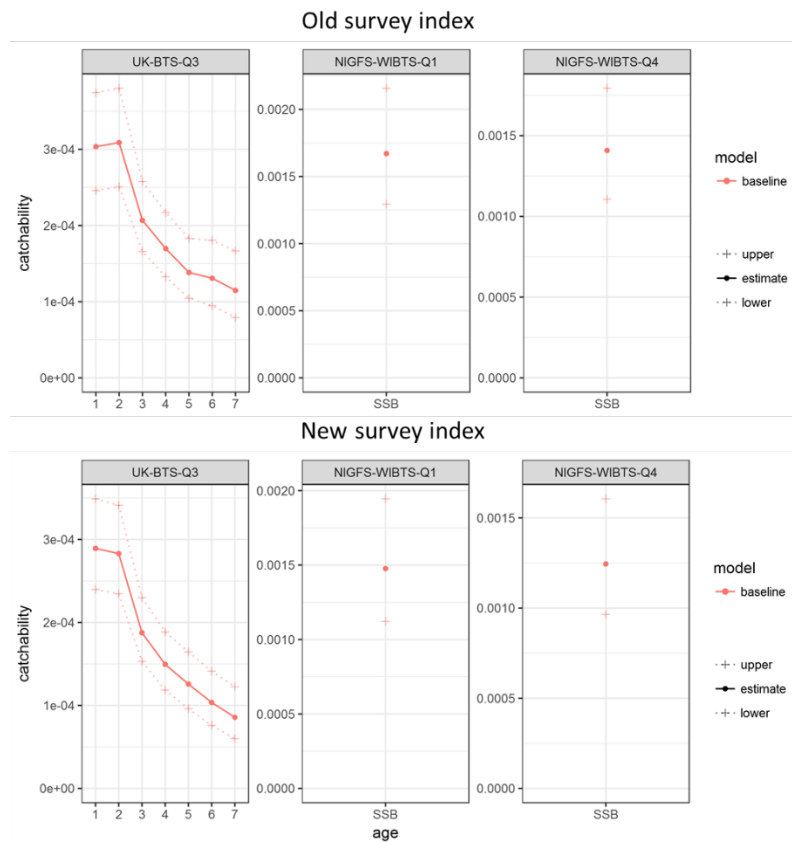 Old survey index
UK-BTS-Q3 NIGFS-WIBTS-Q1 NIGFS-WIBTS-Q4
catchability
3e-04
2e-04
1e-04
0e+00
1 2 3 4 5 6 7
0.0020
0.0015
0.0010
0.0005
0.0000
SSB
0.0015
0.0010
0.0005
0.0000
SSB
model
baseline
upper
estimate
lower
New survey index
UK-BTS-Q3 NIGFS-WIBTS-Q1 NIGFS-WIBTS-Q4
catchability
3e-04
2e-04
1e-04
0e+00
1 2 3 4 5 6 7
0.0020
0.0015
0.0010
0.0005
0.0000
SSB
0.0015
0.0010
0.0005
0.0000
SSB
age
model
baseline
upper
estimate
lower